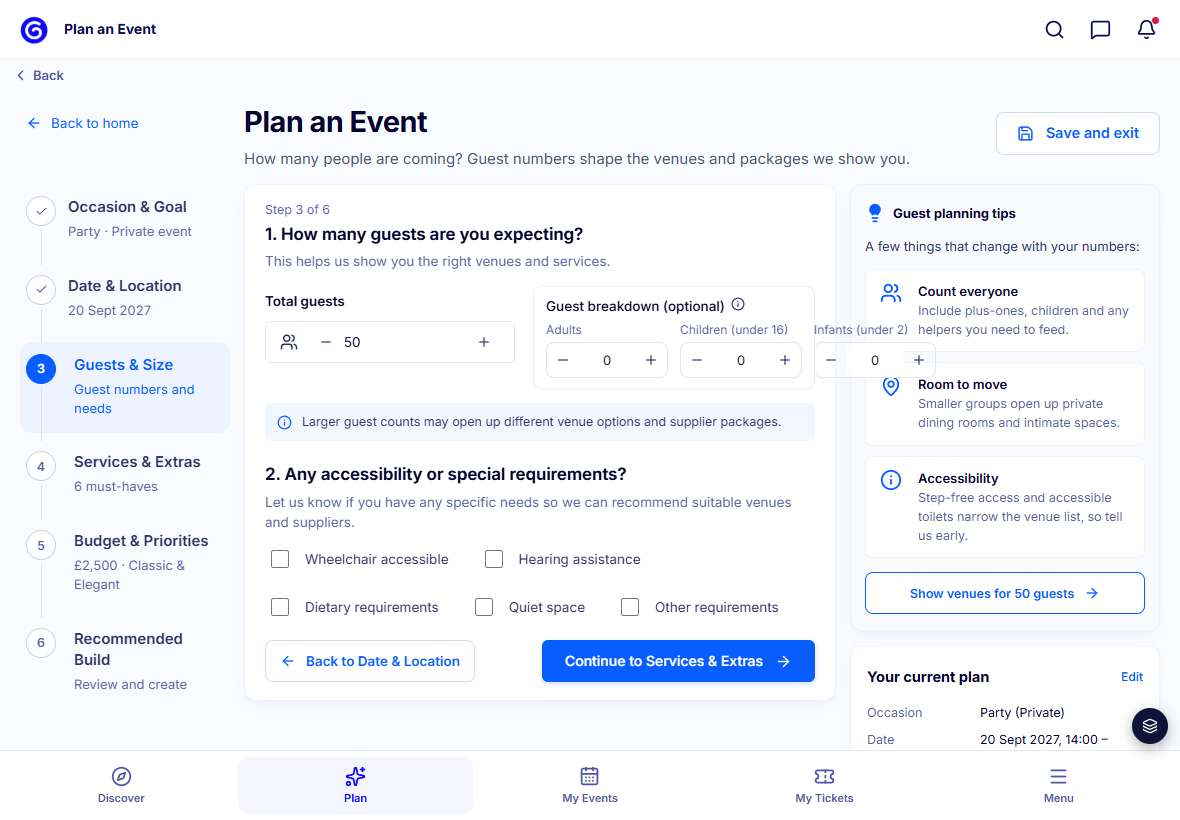 Plan an Event
Back
Back to home
Plan an Event
How many people are coming? Guest numbers shape the venues and packages we show you.
Save and exit
Occasion & Goal
Party · Private event
Date & Location
20 Sept 2027
3
Guests & Size
Guest numbers and
needs
4
Services & Extras
6 must-haves
5
Budget & Priorities
£2,500 · Classic &
Elegant
6
Recommended
Build
Review and create
Step 3 of 6
1. How many guests are you expecting?
This helps us show you the right venues and services.
Total guests
50
Guest breakdown (optional)
Adults
Children (under 16)
Infants (under 2)
0
0
0
Larger guest counts may open up different venue options and supplier packages.
2. Any accessibility or special requirements?
Let us know if you have any specific needs so we can recommend suitable venues
and suppliers.
Wheelchair accessible
Hearing assistance
Dietary requirements
Quiet space
Other requirements
Back to Date & Location
Continue to Services & Extras
Guest planning tips
A few things that change with your numbers:
Count everyone
Include plus-ones, children and any
helpers you need to feed.
Room to move
Smaller groups open up private
dining rooms and intimate spaces.
Accessibility
Step-free access and accessible
toilets narrow the venue list, so tell
us early.
Show venues for 50 guests
Your current plan
Edit
Occasion
Party (Private)
Date
20 Sept 2027, 14:00 –
Discover
Plan
My Events
My Tickets
Menu